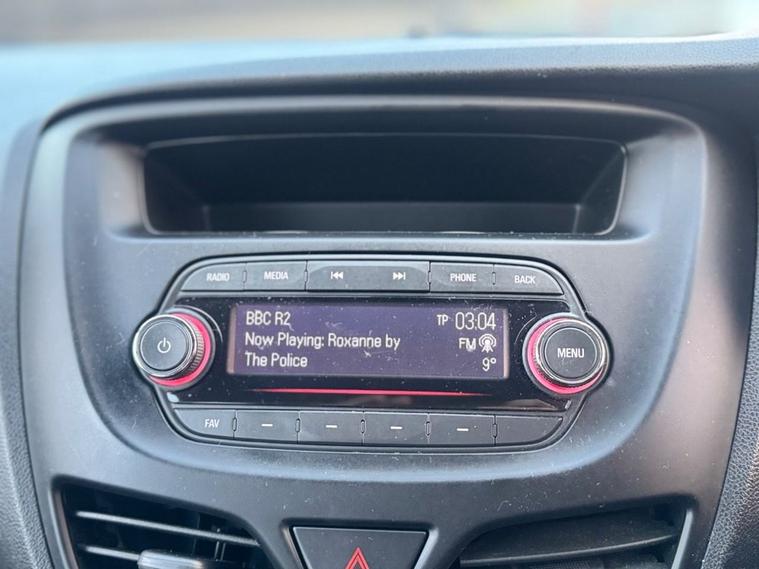 RADIO MEDIA PHONE BACK
BBC R2 TP 03:04
Now Playing: Roxanne by FM
The Police 9°
MENU
FAV